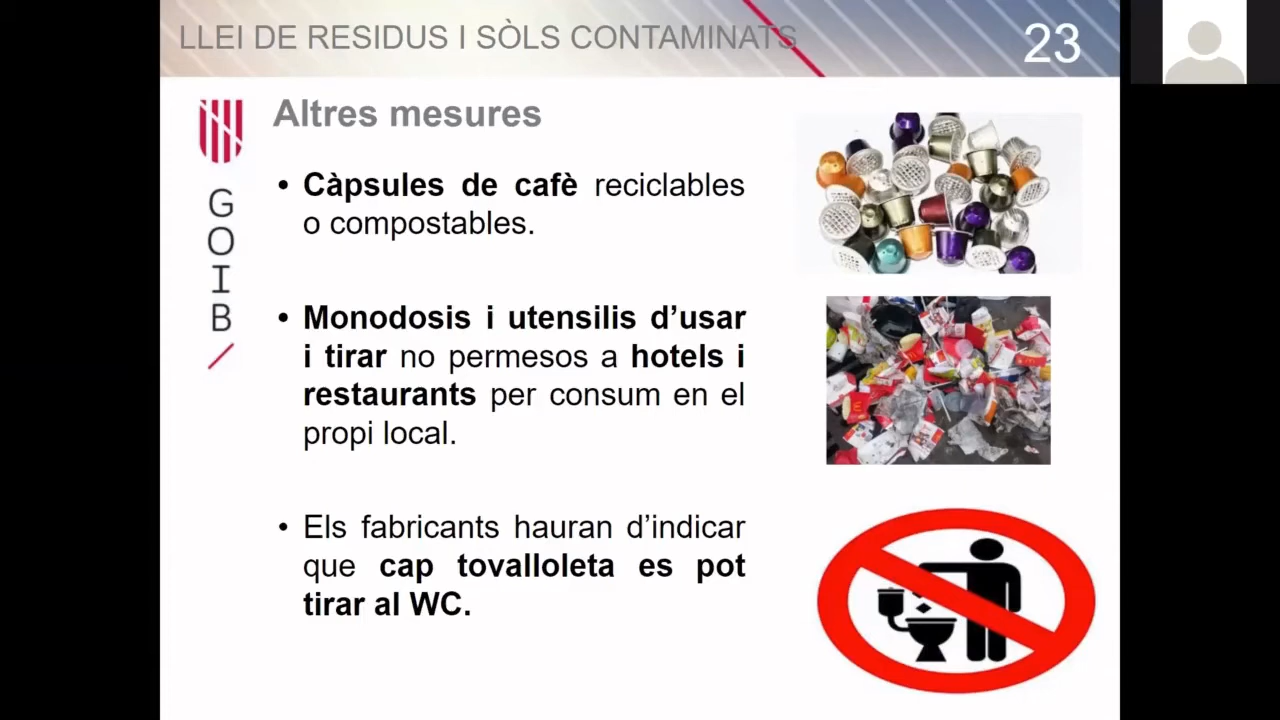 LLEI DE RESIDUS I SÒLS CONTAMINATS
23
G
O
I
B
Altres mesures
• Càpsules de cafè reciclables
o compostables.
• Monodosis i utensilis d’usar
i tirar no permesos a hotels i
restaurants per consum en el
propi local.
• Els fabricants hauran d’indicar
que cap tovalloleta es pot
tirar al WC.